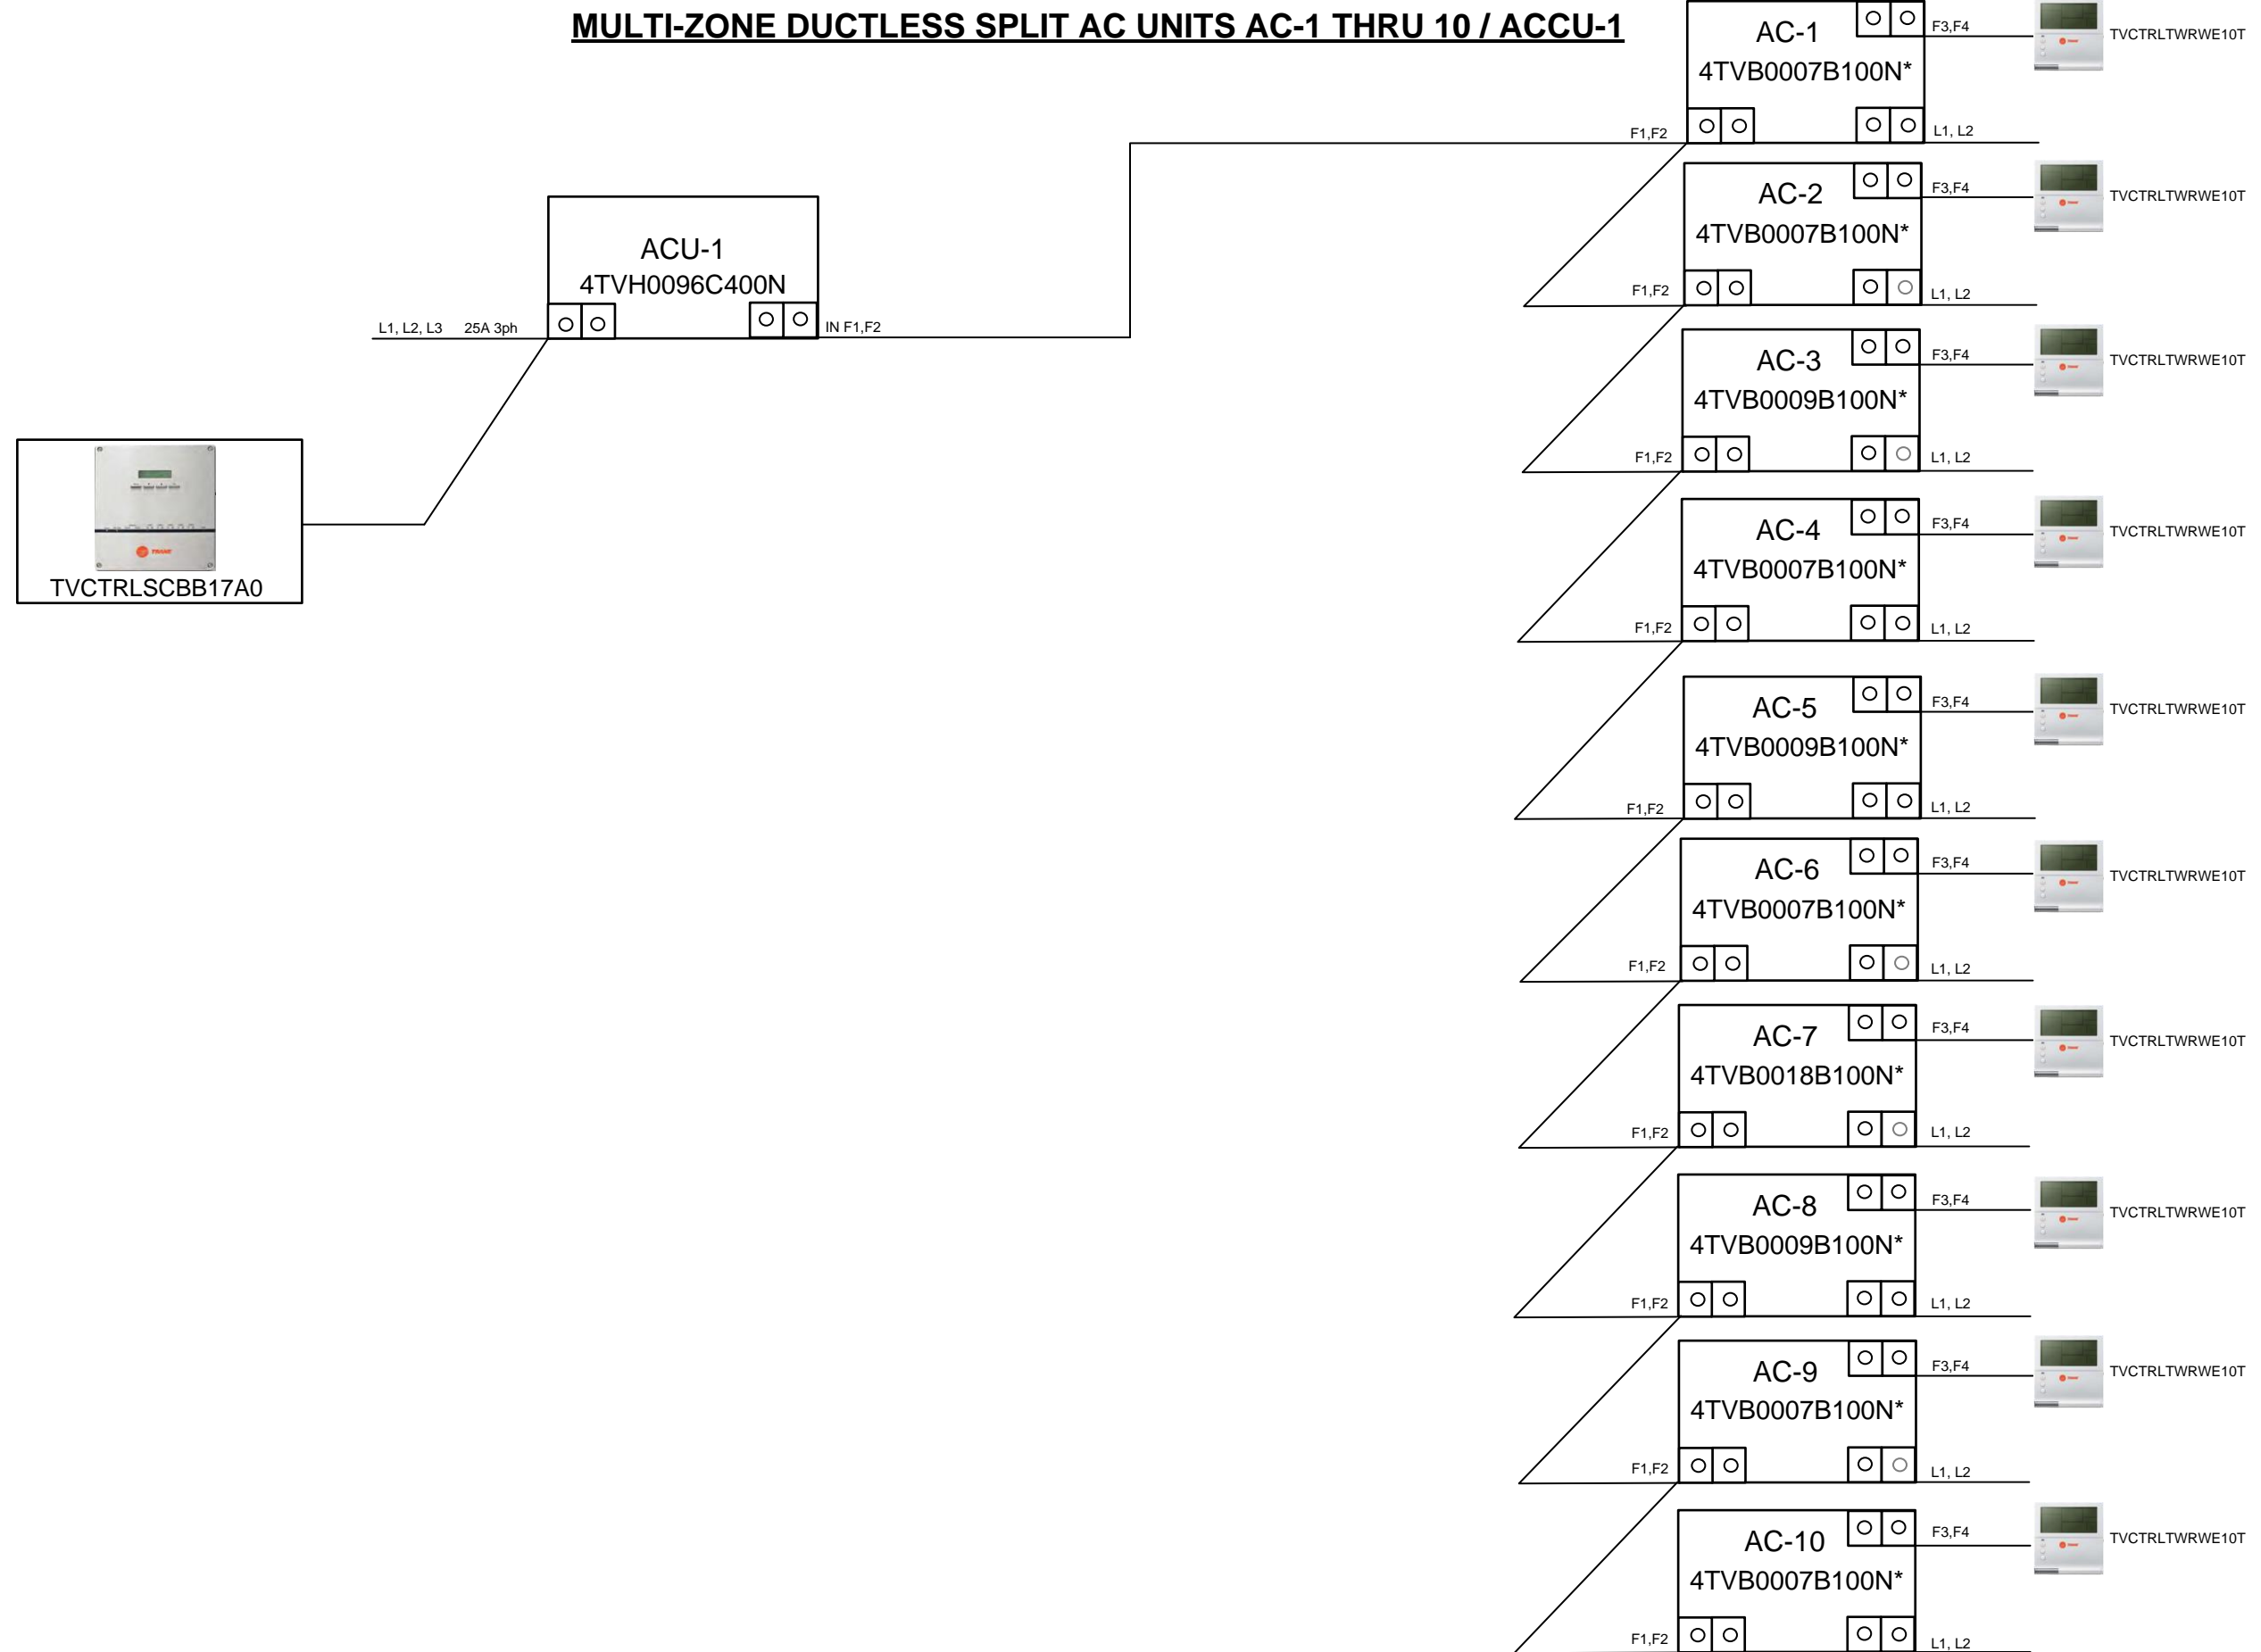 MULTI-ZONE DUCTLESS SPLIT AC UNITS AC-1 THRU 10 / ACCU-1
AC-1
4TVB0007B100N*
F3,F4
TVCTRLTWRWE10T
F1,F2
L1, L2
AC-2
4TVB0007B100N*
F3,F4
TVCTRLTWRWE10T
F1,F2
L1, L2
ACU-1
4TVH0096C400N
L1, L2, L3 25A 3ph
IN F1,F2
AC-3
4TVB0009B100N*
F3,F4
TVCTRLTWRWE10T
F1,F2
L1, L2
TRANE
TVCTRLSCBB17A0
AC-4
4TVB0007B100N*
F3,F4
TVCTRLTWRWE10T
F1,F2
L1, L2
AC-5
4TVB0009B100N*
F3,F4
TVCTRLTWRWE10T
F1,F2
L1, L2
AC-6
4TVB0007B100N*
F3,F4
TVCTRLTWRWE10T
F1,F2
L1, L2
AC-7
4TVB0018B100N*
F3,F4
TVCTRLTWRWE10T
F1,F2
L1, L2
AC-8
4TVB0009B100N*
F3,F4
TVCTRLTWRWE10T
F1,F2
L1, L2
AC-9
4TVB0007B100N*
F3,F4
TVCTRLTWRWE10T
F1,F2
L1, L2
AC-10
4TVB0007B100N*
F3,F4
TVCTRLTWRWE10T
F1,F2
L1, L2